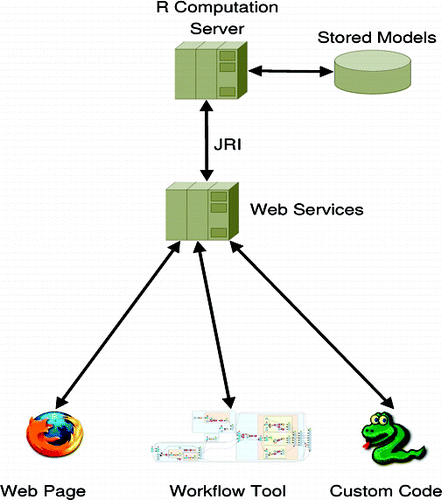 R Computation
Server
Stored Models
JRI
Web Services
Web Page
Workflow Tool
Custom Code